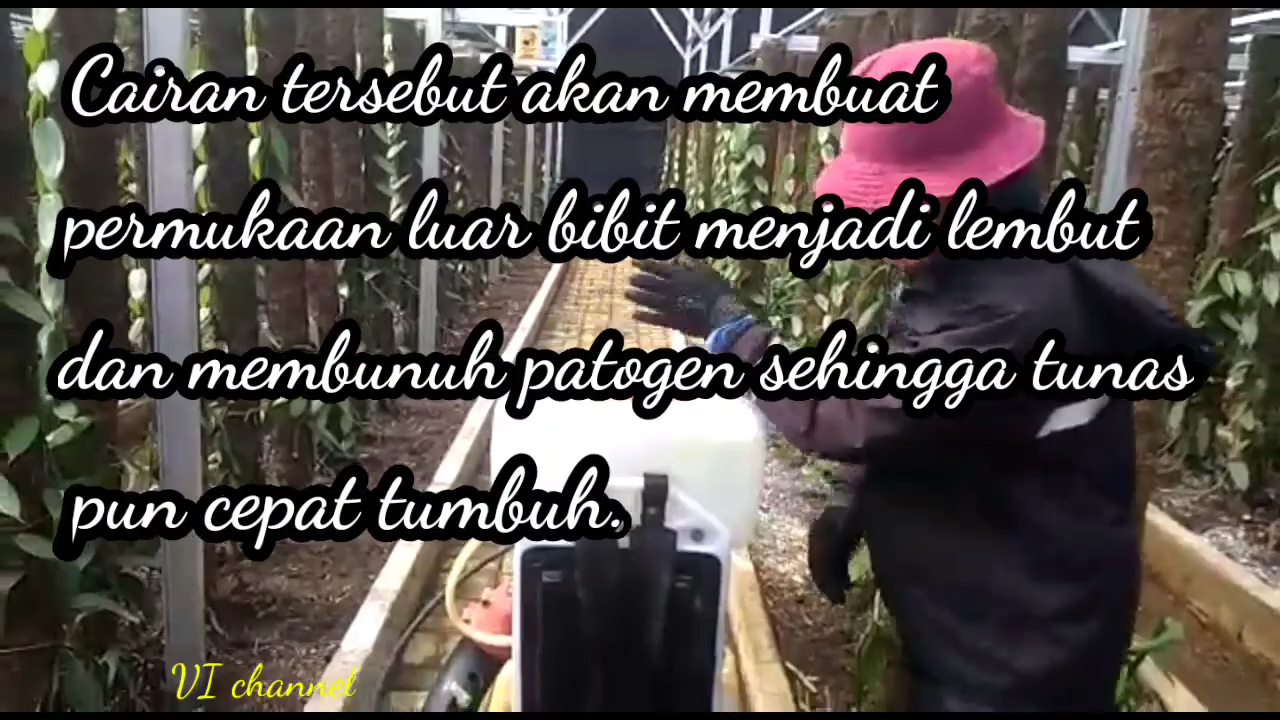 Cairan tersebut akan membuat
permukaan luar bibit menjadi lembut
dan membunuh patogen sehingga tunas
pun cepat tumbuh.
VI channel